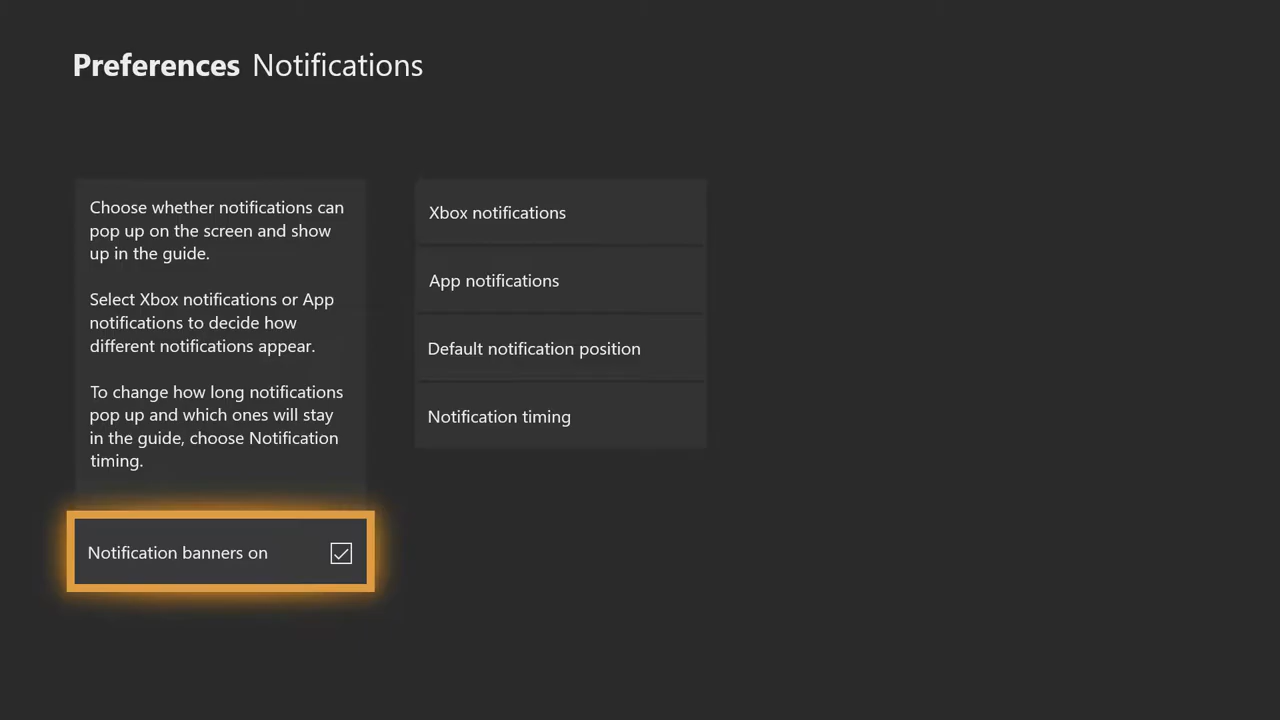 Preferences Notifications
Choose whether notifications can
pop up on the screen and show
up in the guide.
Select Xbox notifications or App
notifications to decide how
different notifications appear.
To change how long notifications
pop up and which ones will stay
in the guide, choose Notification
timing.
Notification banners on
Xbox notifications
App notifications
Default notification position
Notification timing